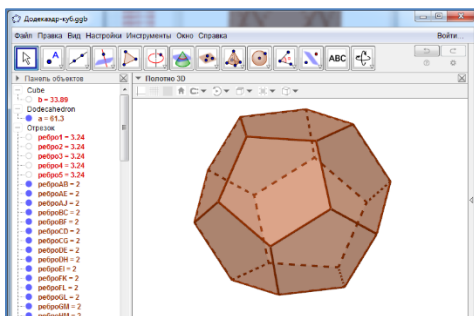 Додекаэдр-куб.ggb
Файл Правка Вид Настройки Инструменты Окно Справка Войти...
A
ABC
Панель объектов
Полотно 3D
Cube
b = 33.89
Dodecahedron
a = 61.3
Отрезок
ребро1 = 3.24
ребро2 = 3.24
ребро3 = 3.24
ребро4 = 3.24
ребро5 = 3.24
реброAB = 2
реброAE = 2
реброAJ = 2
реброBC = 2
реброBF = 2
реброCD = 2
реброCG = 2
реброDE = 2
реброDH = 2
реброEI = 2
реброFK = 2
реброFL = 2
реброGL = 2
реброGM = 2